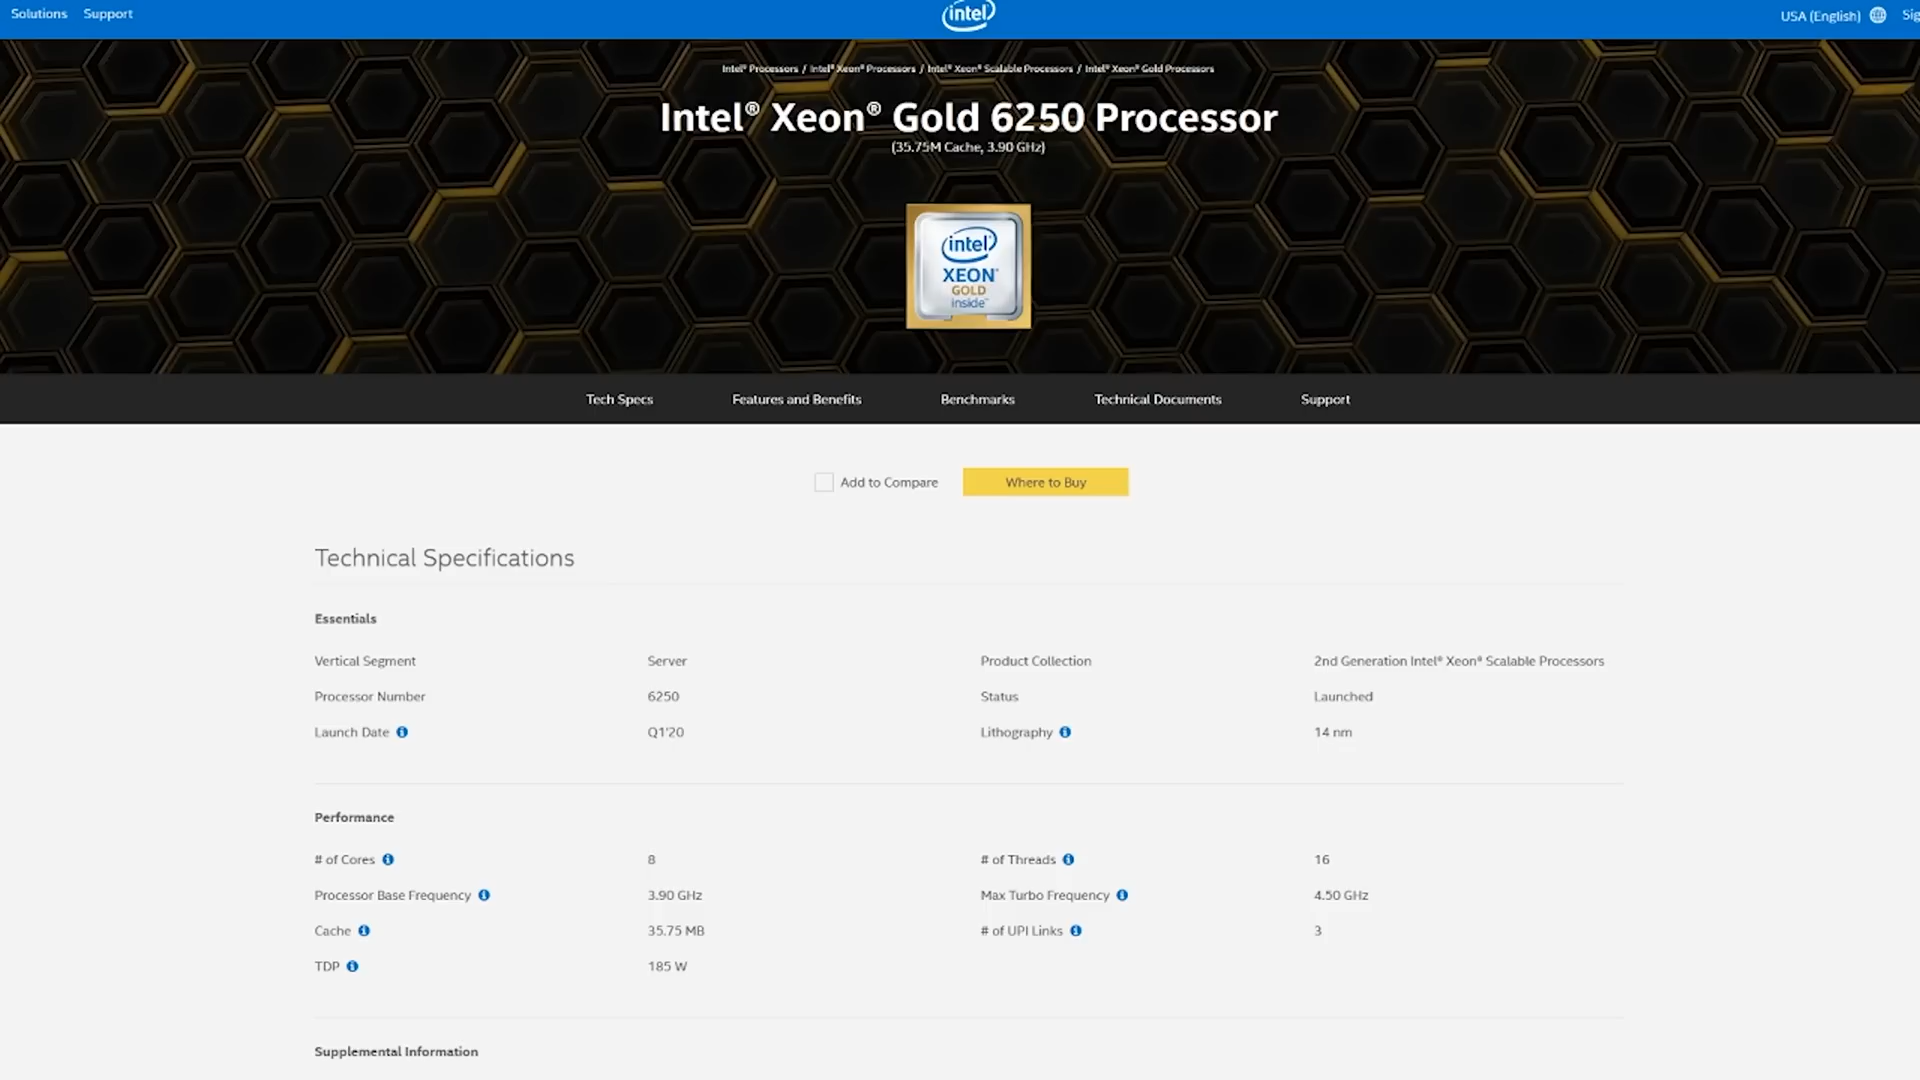 Solutions Support intel USA (English)
Intel® Processors / Intel® Xeon® Processors / Intel® Xeon® Scalable Processors / Intel® Xeon® Gold Processors
Intel® Xeon® Gold 6250 Processor
(35.75M Cache, 3.90 GHz)
intel®
XEON®
GOLD
inside™
Tech Specs Features and Benefits Benchmarks Technical Documents Support
Add to Compare Where to Buy
Technical Specifications
Essentials
Vertical Segment Server Product Collection 2nd Generation Intel® Xeon® Scalable Processors
Processor Number 6250 Status Launched
Launch Date Q1'20 Lithography 14 nm
Performance
# of Cores 8 # of Threads 16
Processor Base Frequency 3.90 GHz Max Turbo Frequency 4.50 GHz
Cache 35.75 MB # of UPI Links 3
TDP 185 W
Supplemental Information